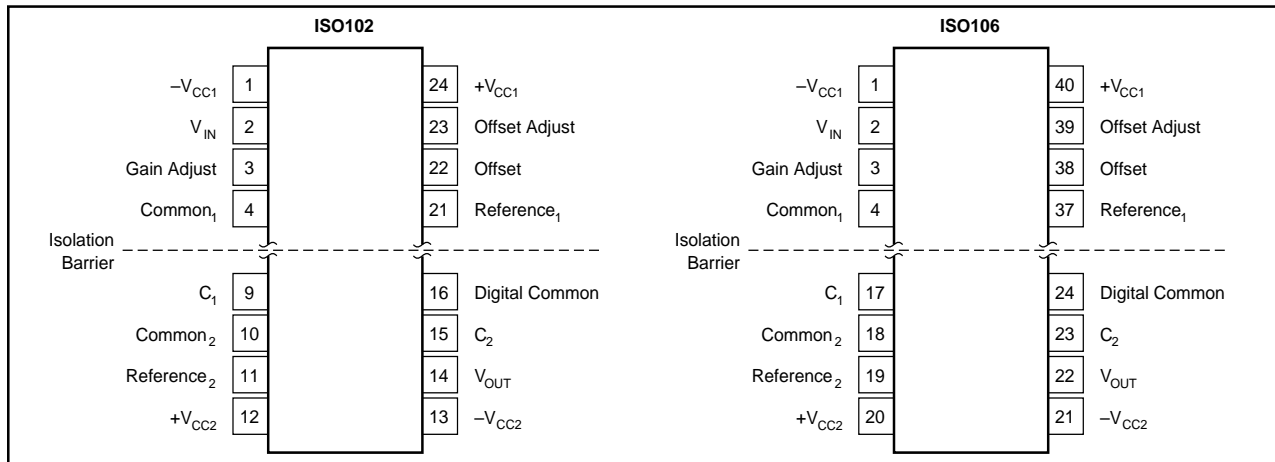 ISO102
–VCC1 1 24 +VCC1
VIN 2 23 Offset Adjust
Gain Adjust 3 22 Offset
Common1 4 21 Reference1
Isolation
Barrier
C1 9 16 Digital Common
Common2 10 15 C2
Reference2 11 14 VOUT
+VCC2 12 13 –VCC2
ISO106
–VCC1 1 40 +VCC1
VIN 2 39 Offset Adjust
Gain Adjust 3 38 Offset
Common1 4 37 Reference1
Isolation
Barrier
C1 17 24 Digital Common
Common2 18 23 C2
Reference2 19 22 VOUT
+VCC2 20 21 –VCC2